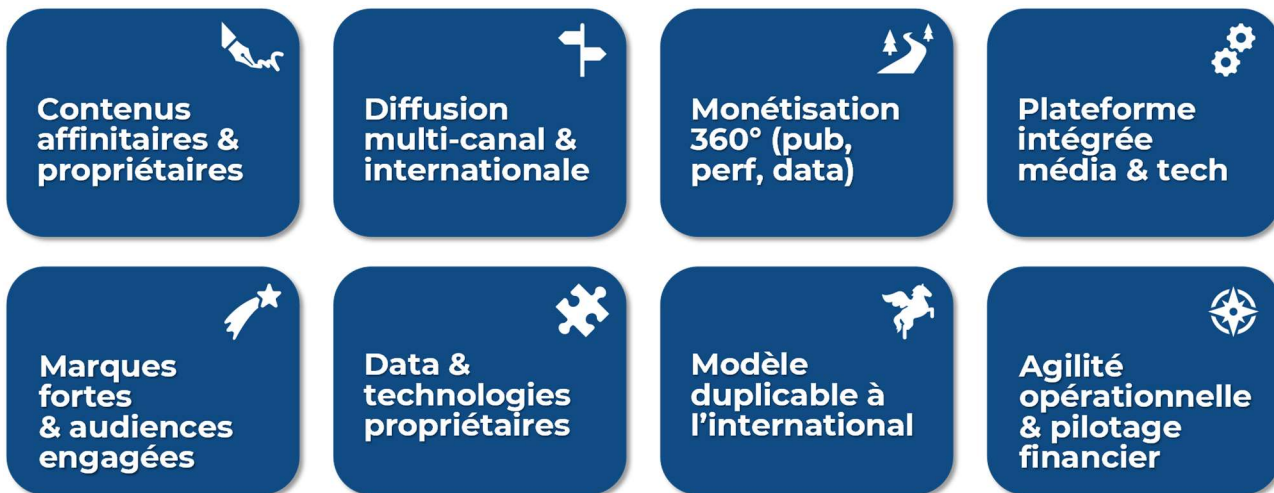 Contenus
affinitaires &
propriétaires
Diffusion
multi-canal &
internationale
Monétisation
360° (pub,
perf, data)
Plateforme
intégrée
média & tech
Marques
fortes
& audiences
engagées
Data &
technologies
propriétaires
Modèle
duplicable à
l’international
Agilité
opérationnelle
& pilotage
financier